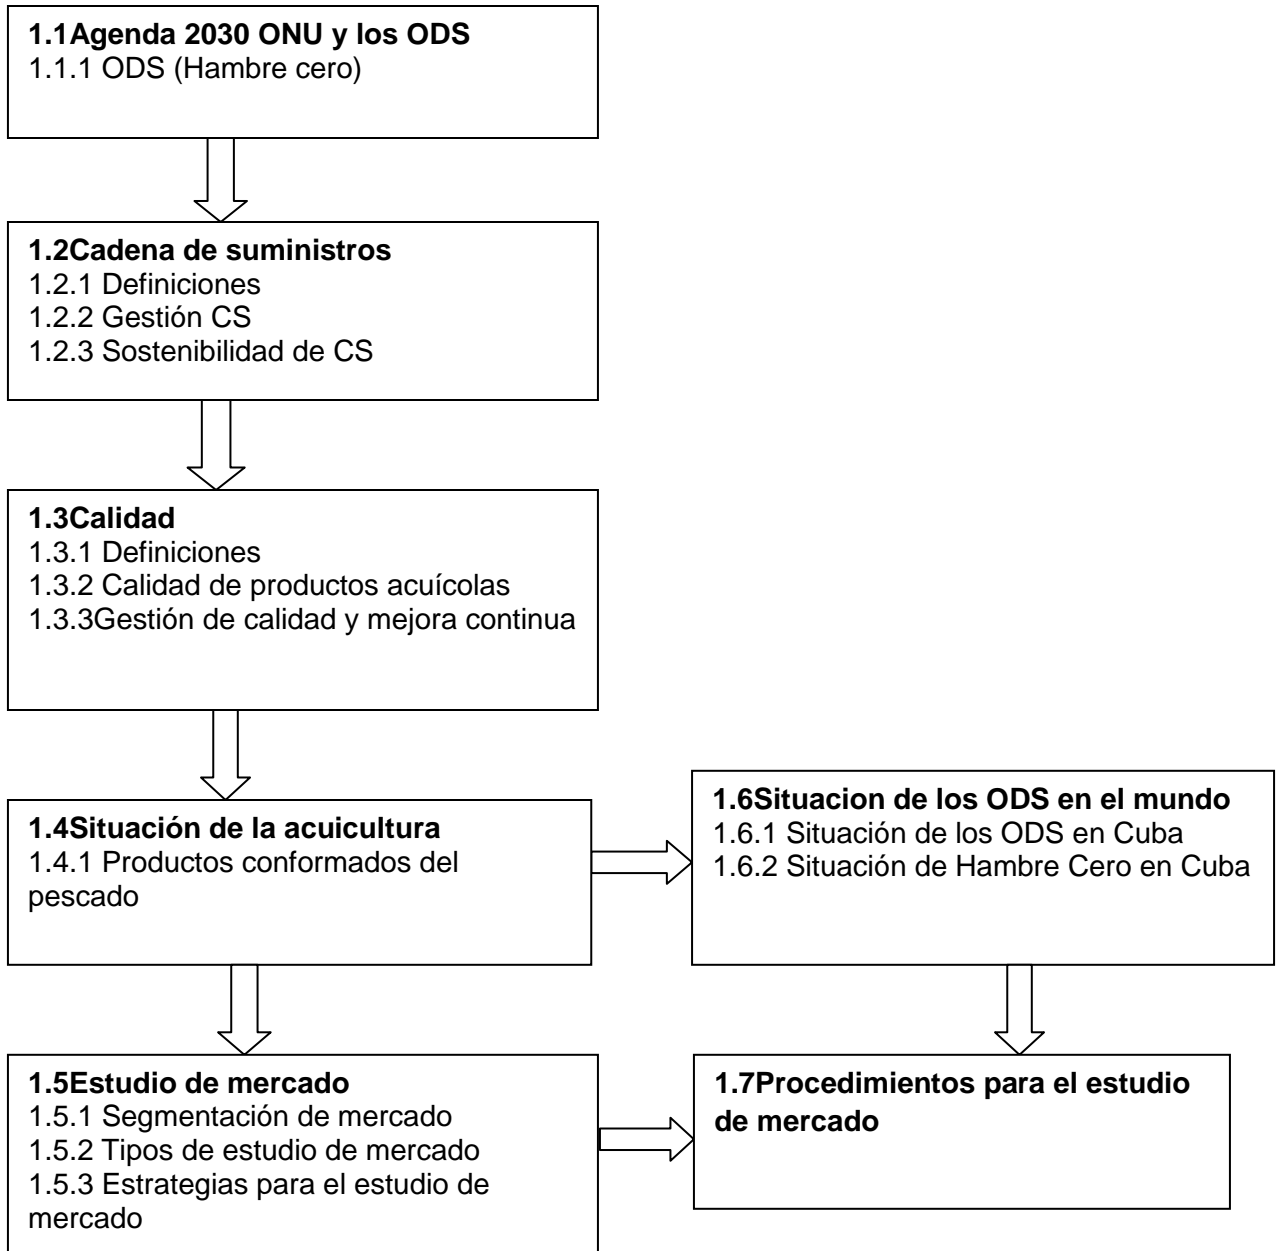 1.1Agenda 2030 ONU y los ODS
1.1.1 ODS (Hambre cero)
1.2Cadena de suministros
1.2.1 Definiciones
1.2.2 Gestión CS
1.2.3 Sostenibilidad de CS
1.3Calidad
1.3.1 Definiciones
1.3.2 Calidad de productos acuícolas
1.3.3Gestión de calidad y mejora continua
1.4Situación de la acuicultura
1.4.1 Productos conformados del
pescado
1.6Situacion de los ODS en el mundo
1.6.1 Situación de los ODS en Cuba
1.6.2 Situación de Hambre Cero en Cuba
1.5Estudio de mercado
1.5.1 Segmentación de mercado
1.5.2 Tipos de estudio de mercado
1.5.3 Estrategias para el estudio de
mercado
1.7Procedimientos para el estudio
de mercado